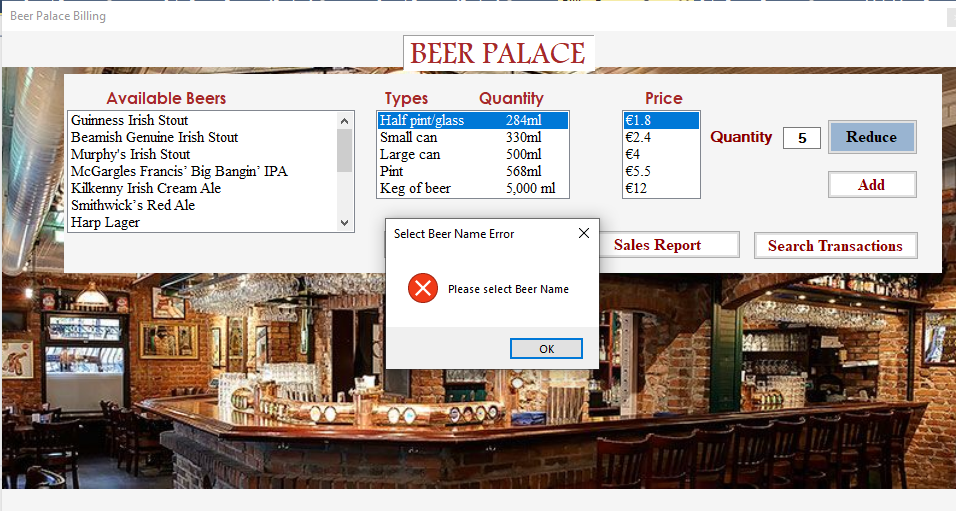 Beer Palace Billing
BEER PALACE
Available Beers
Guinness Irish Stout
Beamish Genuine Irish Stout
Murphy's Irish Stout
McGargles Francis’ Big Bangin’ IPA
Kilkenny Irish Cream Ale
Smithwick’s Red Ale
Harp Lager
Types Quantity
Half pint/glass 284ml
Small can 330ml
Large can 500ml
Pint 568ml
Keg of beer 5,000 ml
Price
€1.8
€2.4
€4
€5.5
€12
Quantity 5 Reduce
Add
Sales Report Search Transactions
Select Beer Name Error
Please select Beer Name
OK